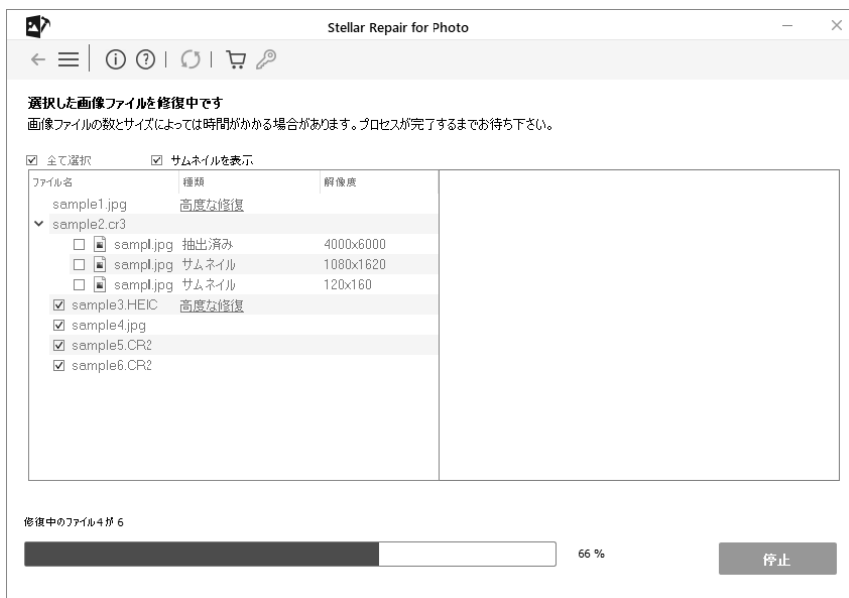 Stellar Repair for Photo
選択した画像ファイルを修復中です
画像ファイルの数とサイズによっては時間がかかる場合があります。プロセスが完了するまでお待ち下さい。
全て選択 サムネイルを表示
ファイル名 種類 解像度
sample1.jpg 高度な修復
sample2.cr3
sampl.jpg 抽出済み 4000x6000
sampl.jpg サムネイル 1080x1620
sampl.jpg サムネイル 120x160
sample3.HEIC 高度な修復
sample4.jpg
sample5.CR2
sample6.CR2
修復中のファイル4が 6
66 %
停止